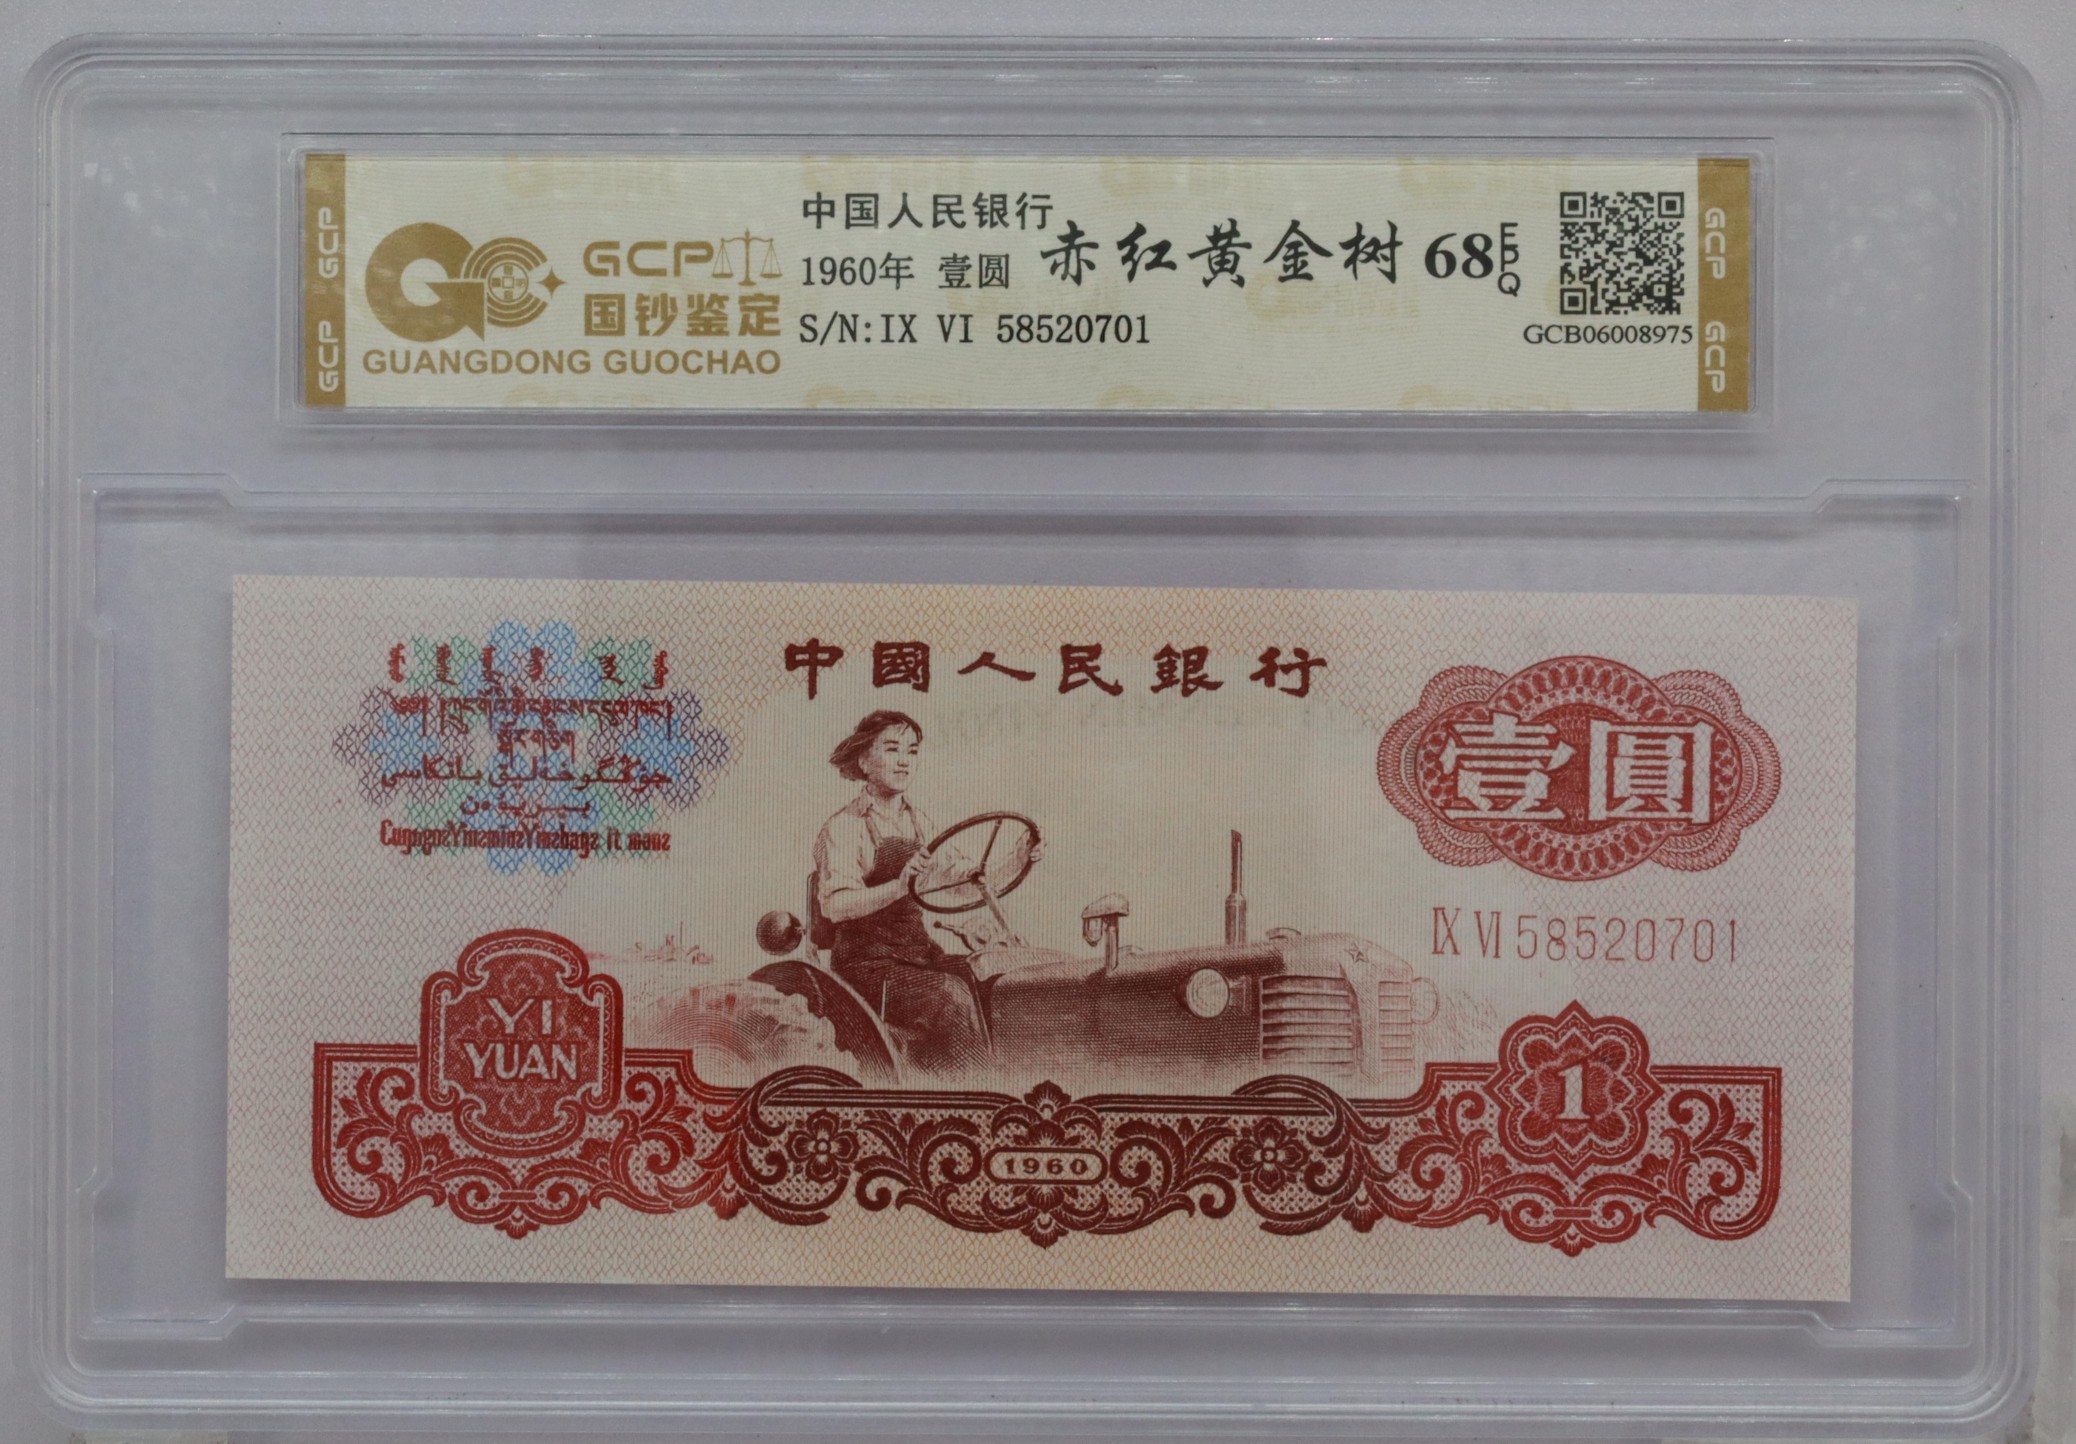 GCP
GCP
GCP
国钞鉴定
GUANGDONG GUOCHAO
中国人民银行
1960年 壹圆
S/N:IX VI 58520701
赤红黄金树 68
EPQ
GCB06008975
GCP
GCP
中國人民銀行
壹圓
IX VI 58520701
YI
YUAN
1960
1